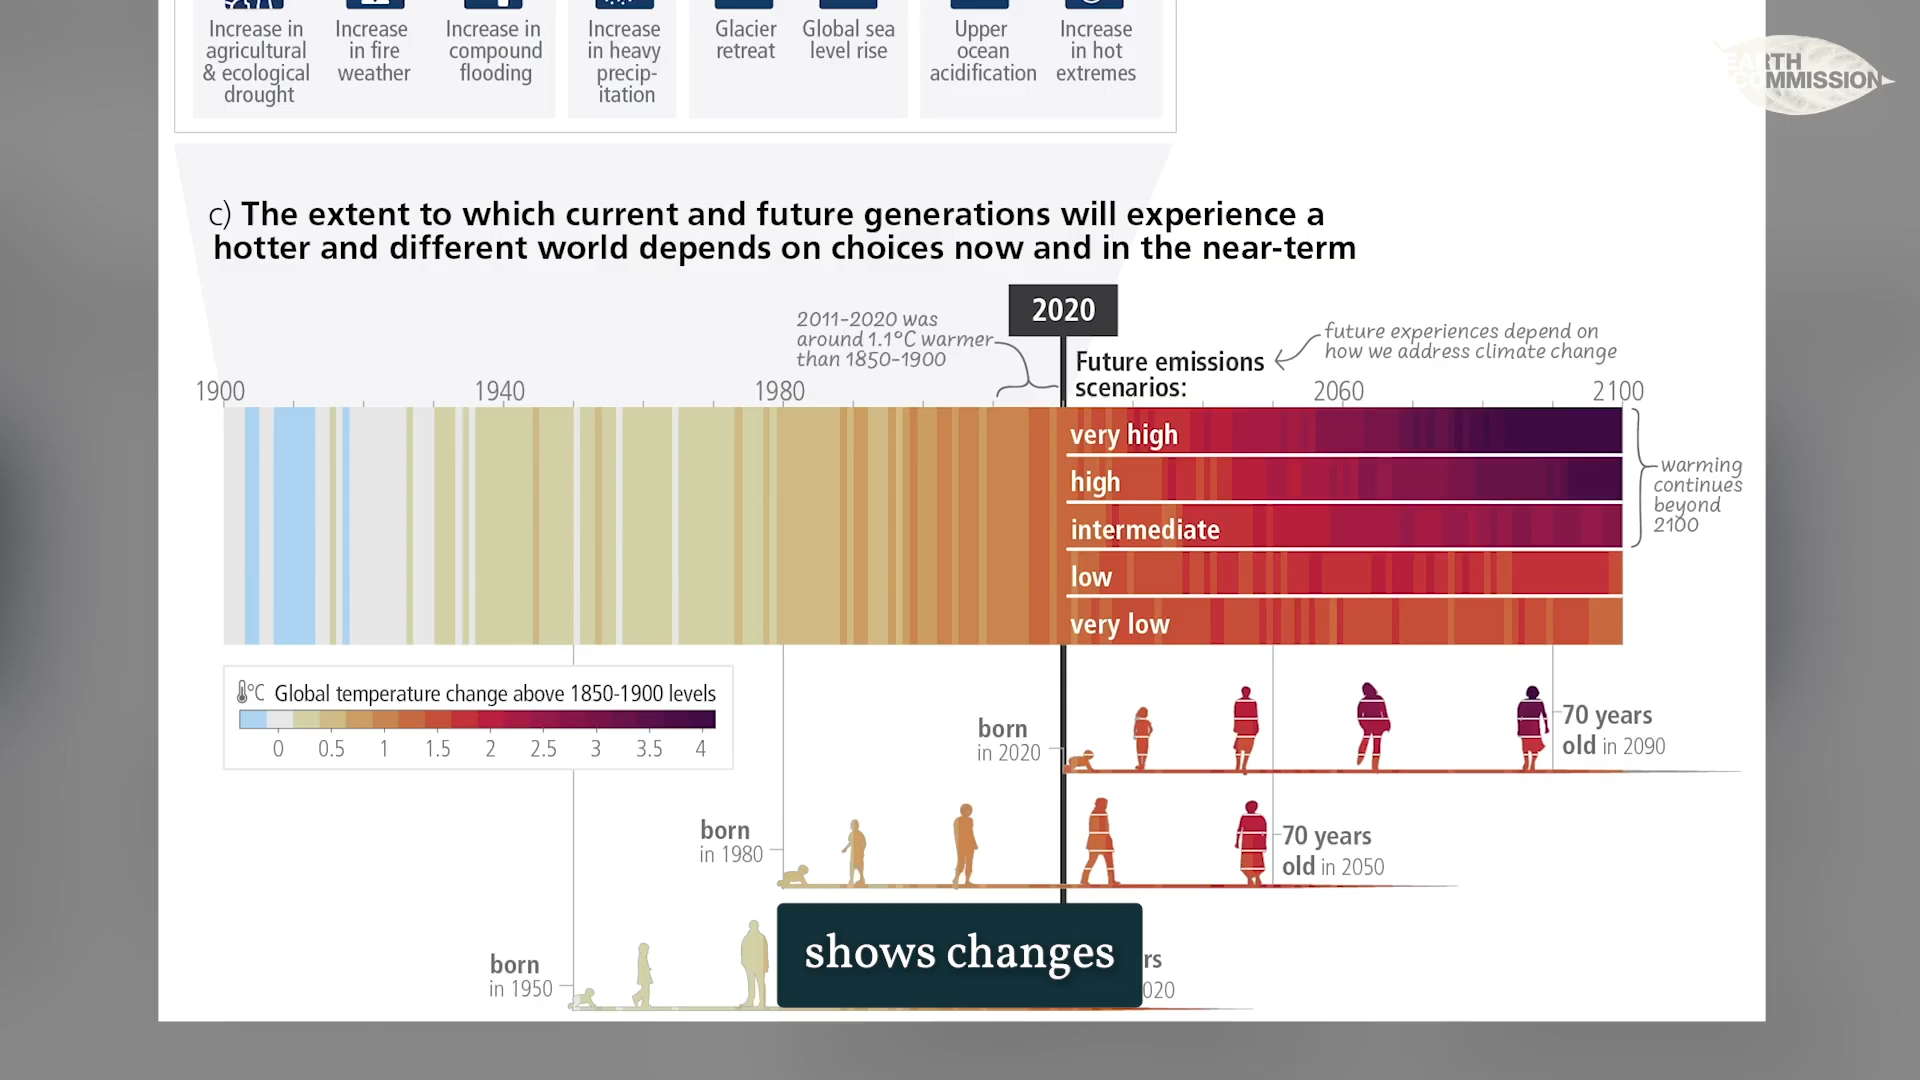 Increase in
agricultural
& ecological
drought
Increase
in fire
weather
Increase in
compound
flooding
Increase
in heavy
precip-
itation
Glacier
retreat
Global sea
level rise
Upper
ocean
acidification
Increase
in hot
extremes
EARTH
COMMISSION
c) The extent to which current and future generations will experience a
hotter and different world depends on choices now and in the near-term
2011-2020 was
around 1.1°C warmer
than 1850-1900
2020
Future emissions
scenarios:
future experiences depend on
how we address climate change
1900 1940 1980 2060 2100
very high
high
intermediate
low
very low
warming
continues
beyond
2100
°C Global temperature change above 1850-1900 levels
0 0.5 1 1.5 2 2.5 3 3.5 4
born
in 2020
70 years
old in 2090
born
in 1980
70 years
old in 2050
born
in 1950
shows changes
rs
020